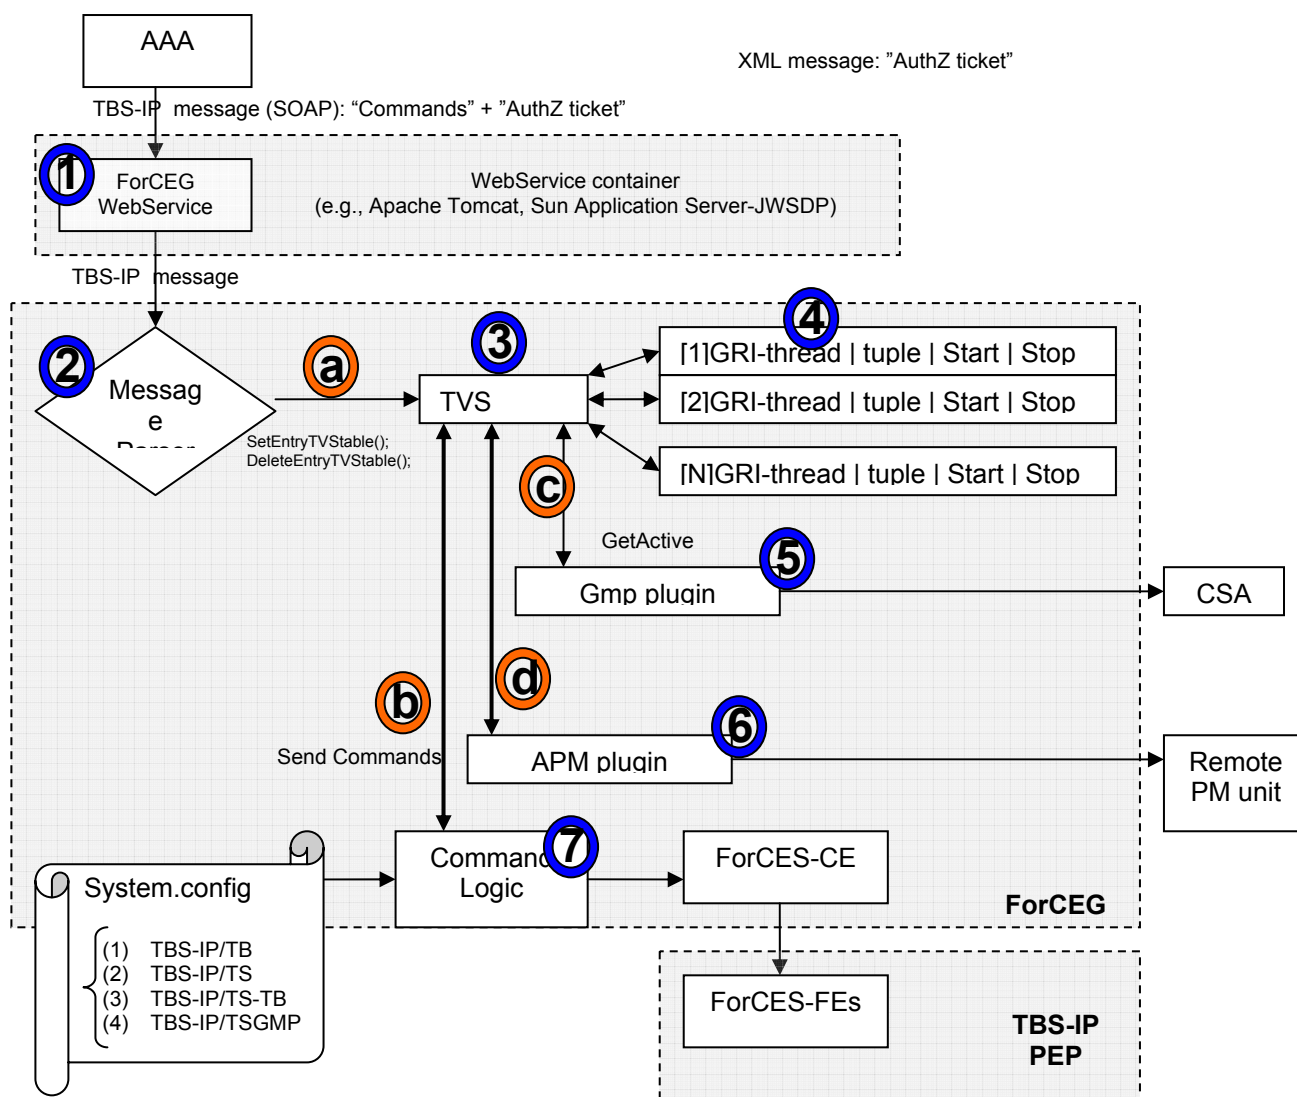 AAA
XML message: ”AuthZ ticket”
TBS-IP message (SOAP): “Commands” + ”AuthZ ticket”
1
ForCEG
WebService
WebService container
(e.g., Apache Tomcat, Sun Application Server-JWSDP)
TBS-IP message
2
Messag
e
a
SetEntryTVStable();
DeleteEntryTVStable();
3
TVS
4
[1]GRI-thread | tuple | Start | Stop
[2]GRI-thread | tuple | Start | Stop
[N]GRI-thread | tuple | Start | Stop
c
GetActive
5
Gmp plugin
CSA
b
d
Send Commands
6
APM plugin
Remote
PM unit
7
Command
Logic
ForCES-CE
ForCEG
System.config
(1) TBS-IP/TB
(2) TBS-IP/TS
(3) TBS-IP/TS-TB
(4) TBS-IP/TSGMP
ForCES-FEs
TBS-IP
PEP